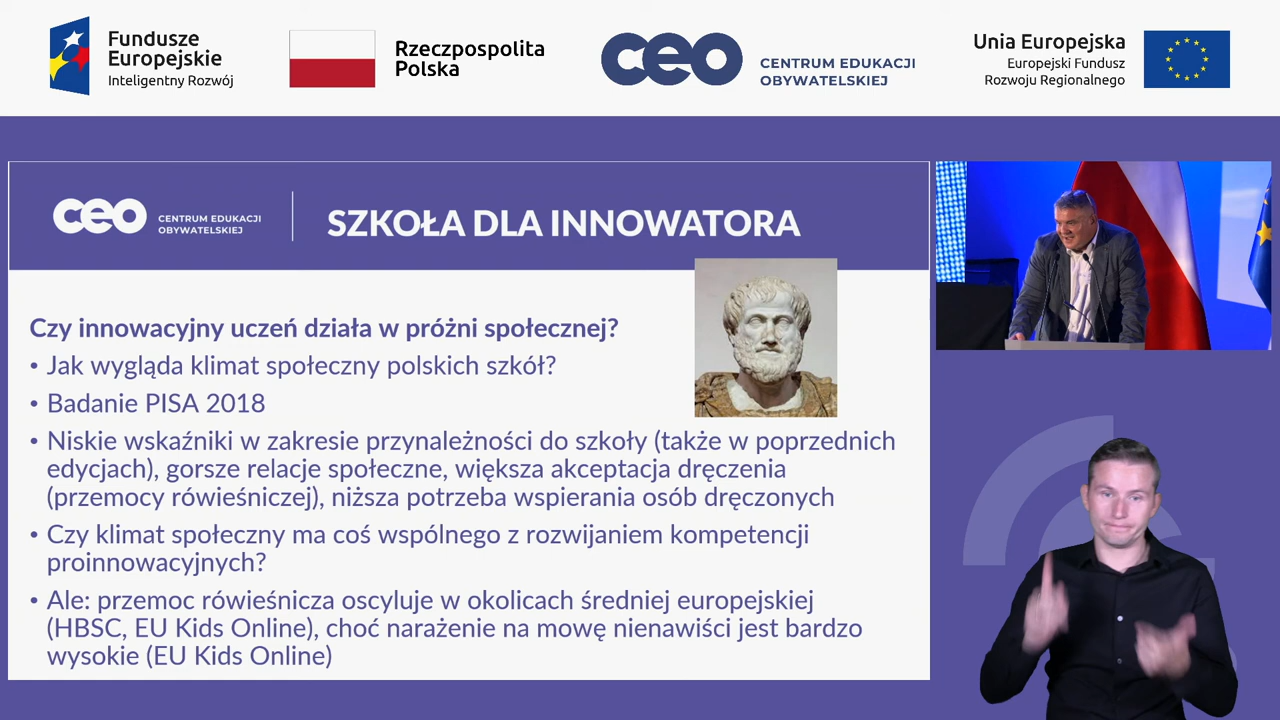 Fundusze
Europejskie
Inteligentny Rozwój
Rzeczpospolita
Polska
ceo
CENTRUM EDUKACJI
OBYWATELSKIEJ
Unia Europejska
Europejski Fundusz
Rozwoju Regionalnego
ceo
CENTRUM EDUKACJI
OBYWATELSKIEJ
SZKOŁA DLA INNOWATORA
Czy innowacyjny uczeń działa w próżni społecznej?
• Jak wygląda klimat społeczny polskich szkół?
• Badanie PISA 2018
• Niskie wskaźniki w zakresie przynależności do szkoły (także w poprzednich
edycjach), gorsze relacje społeczne, większa akceptacja dręczenia
(przemocy rówieśniczej), niższa potrzeba wspierania osób dręczonych
• Czy klimat społeczny ma coś wspólnego z rozwijaniem kompetencji
proinnowacyjnych?
• Ale: przemoc rówieśnicza oscyluje w okolicach średniej europejskiej
(HBSC, EU Kids Online), choć narażenie na mowę nienawiści jest bardzo
wysokie (EU Kids Online)